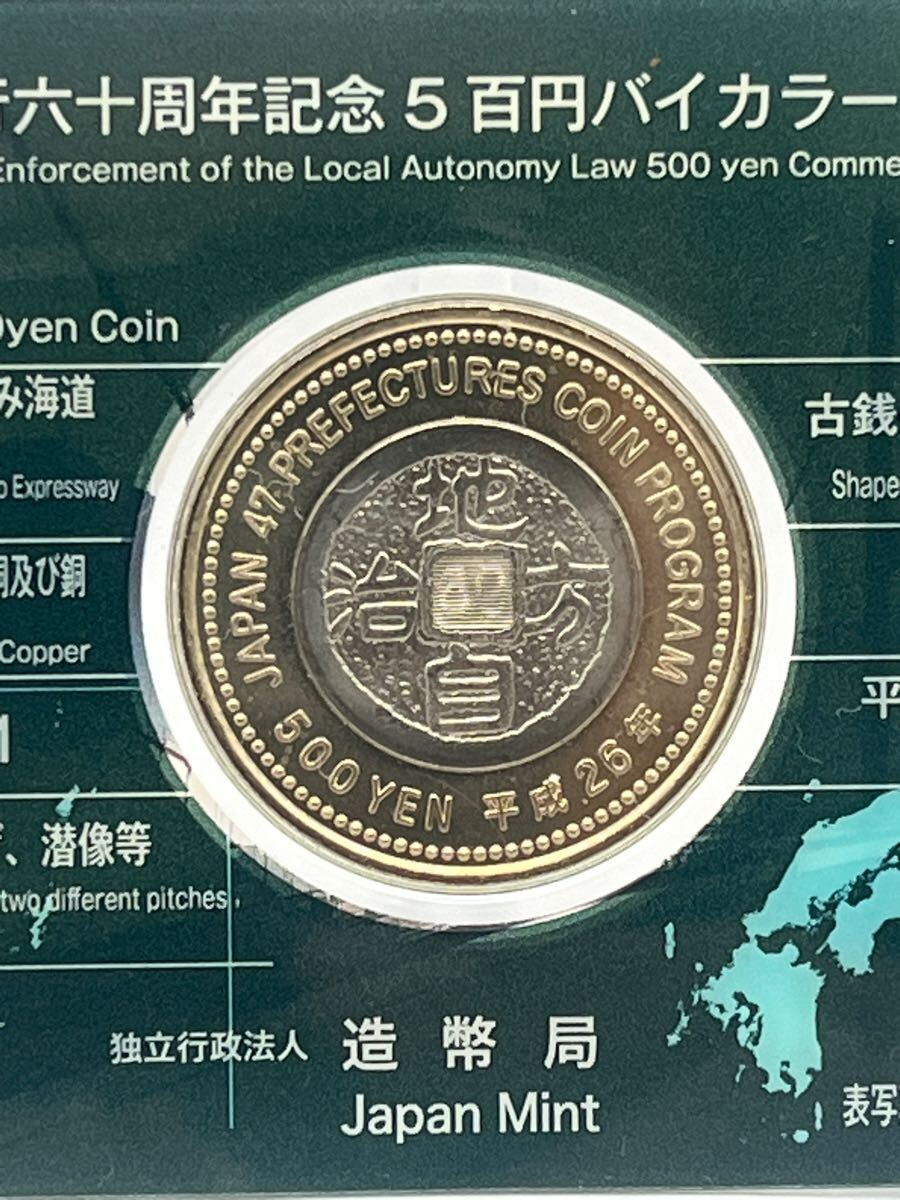 六十周年記念 5 百円バイカラー
Enforcement of the Local Autonomy Law 500 yen Comme
yen Coin
み海道
古銭
Expressway
Shape
及び銅
Copper
平
、潜像等
two different pitches,
JAPAN 47 PREFECTURES COIN PROGRAM
地方自治
500 YEN 平成26年
独立行政法人 造幣局
Japan Mint
表写